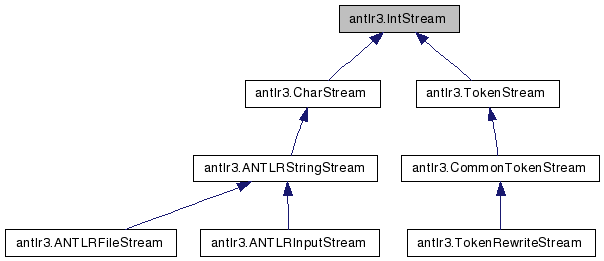 antlr3.IntStream
antlr3.CharStream
antlr3.TokenStream
antlr3.ANTLRStringStream
antlr3.CommonTokenStream
antlr3.ANTLRFileStream
antlr3.ANTLRInputStream
antlr3.TokenRewriteStream